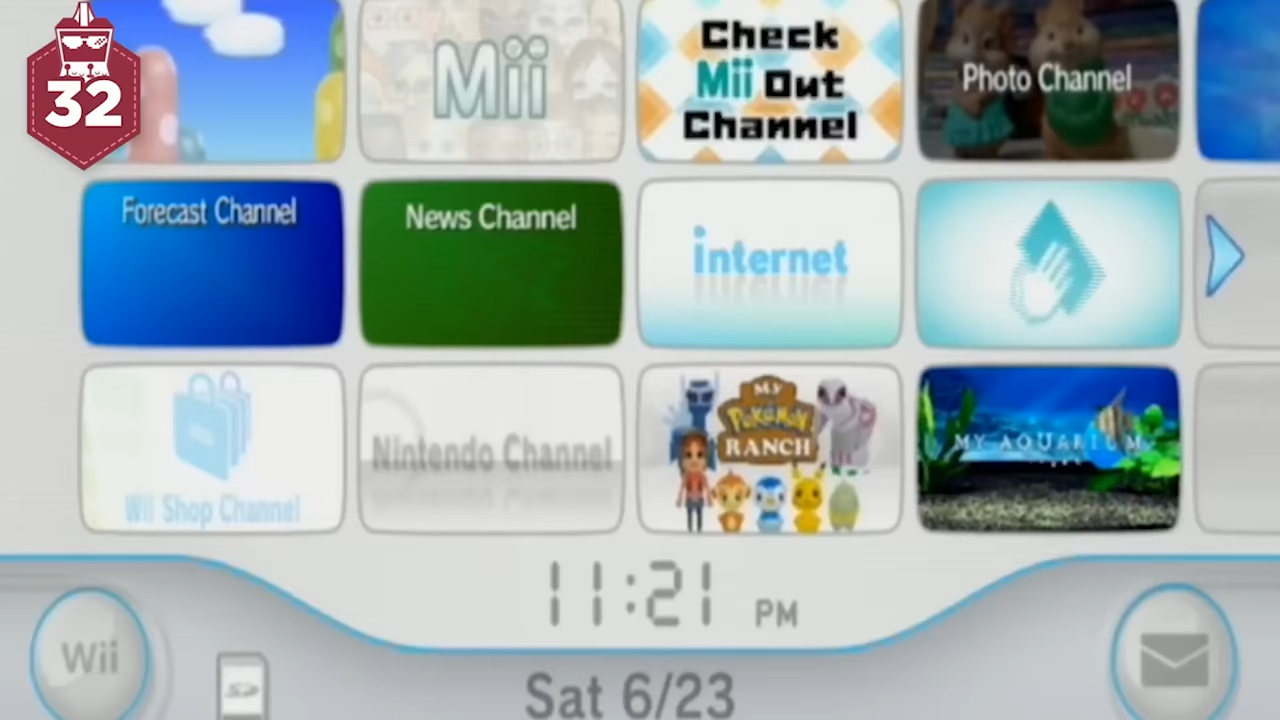 32
Mii
Check
Mii Out
Channel
Photo Channel
Forecast Channel
News Channel
internet
Wii Shop Channel
Nintendo Channel
My
Pokémon
RANCH
MY AQUARIUM
11:21 PM
Wii
SD
Sat 6/23